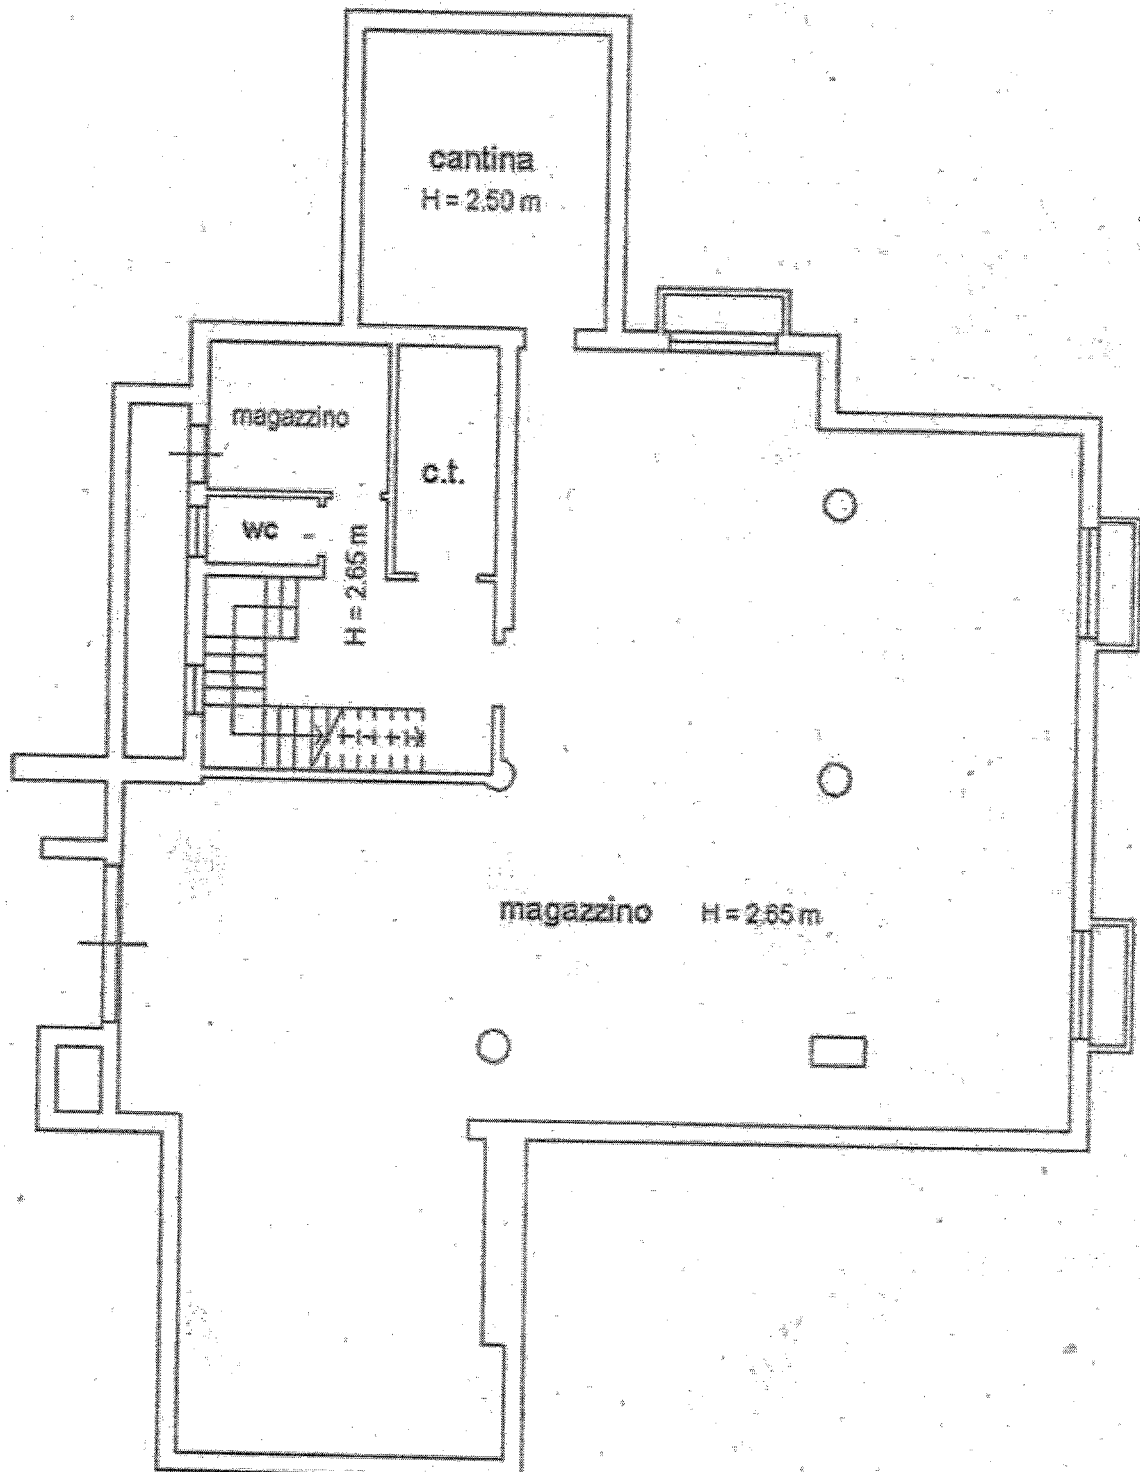 cantina
H = 2.50 m
magazzino
c.t.
wc
H = 2.65 m
magazzino H = 2.65 m